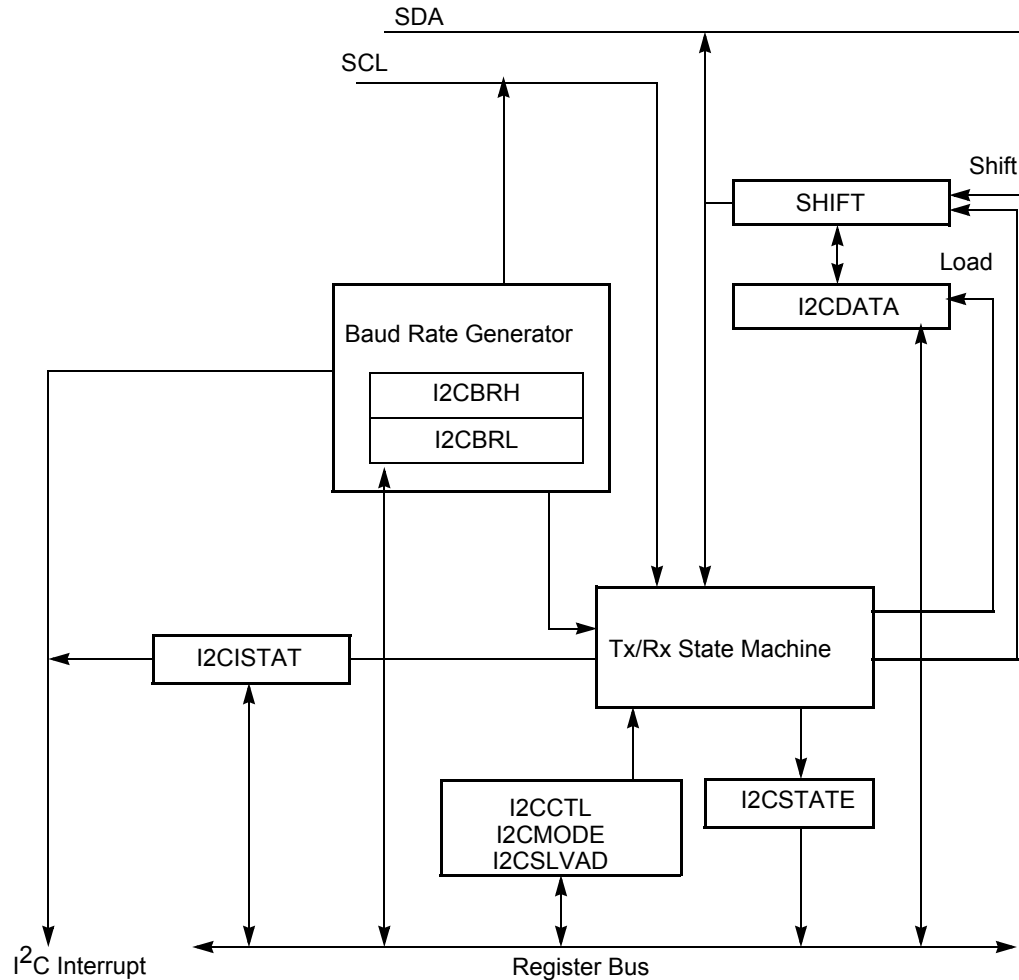 SDA
SCL
Shift
SHIFT
Load
I2CDATA
Baud Rate Generator
I2CBRH
I2CBRL
Tx/Rx State Machine
I2CISTAT
I2CCTL
I2CMODE
I2CSLVAD
I2CSTATE
I²C Interrupt
Register Bus